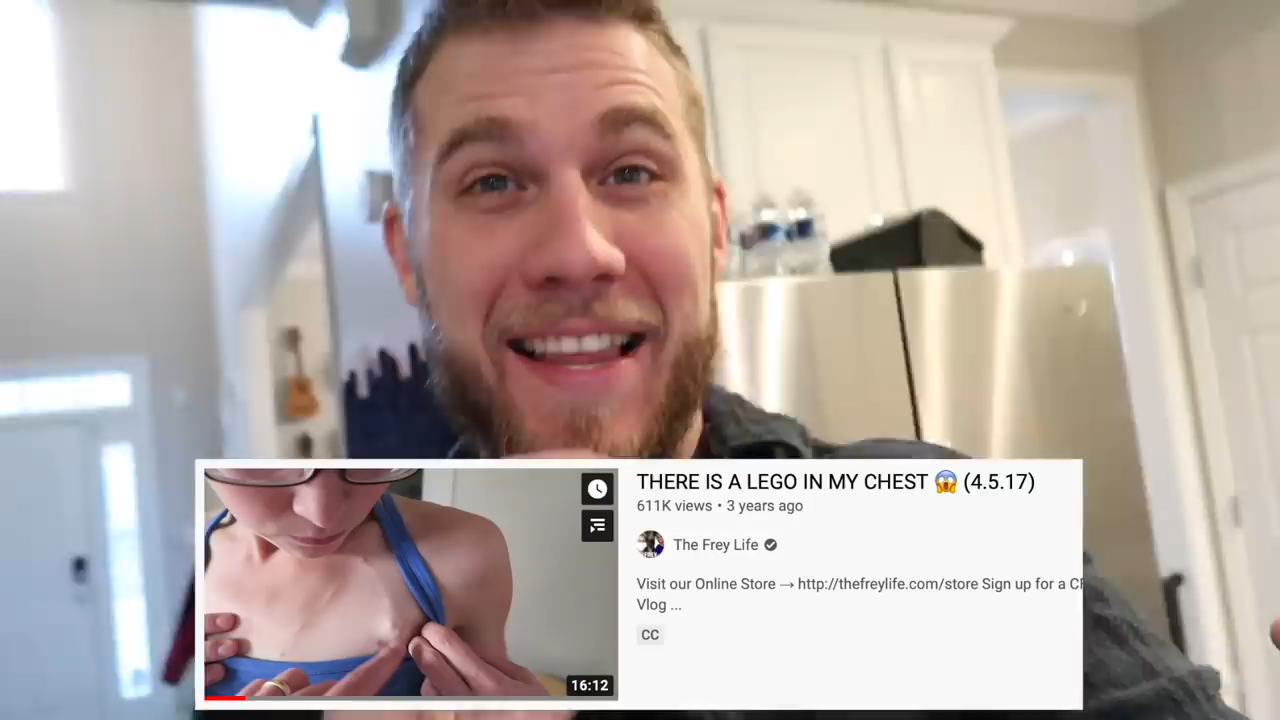 THERE IS A LEGO IN MY CHEST 😱 (4.5.17)
611K views • 3 years ago
The Frey Life
Visit our Online Store → http://thefreylife.com/store Sign up for a
Vlog ...
CC
16:12